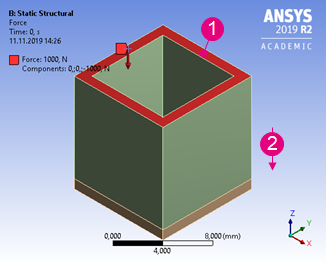 B: Static Structural
Force
Time: 0, s
11.11.2019 14:26
Force: 1000, N
Components: 0,;0,;-1000, N
ANSYS
2019 R2
ACADEMIC
1
2
0,000
8,000 (mm)
4,000
Z
Y
X